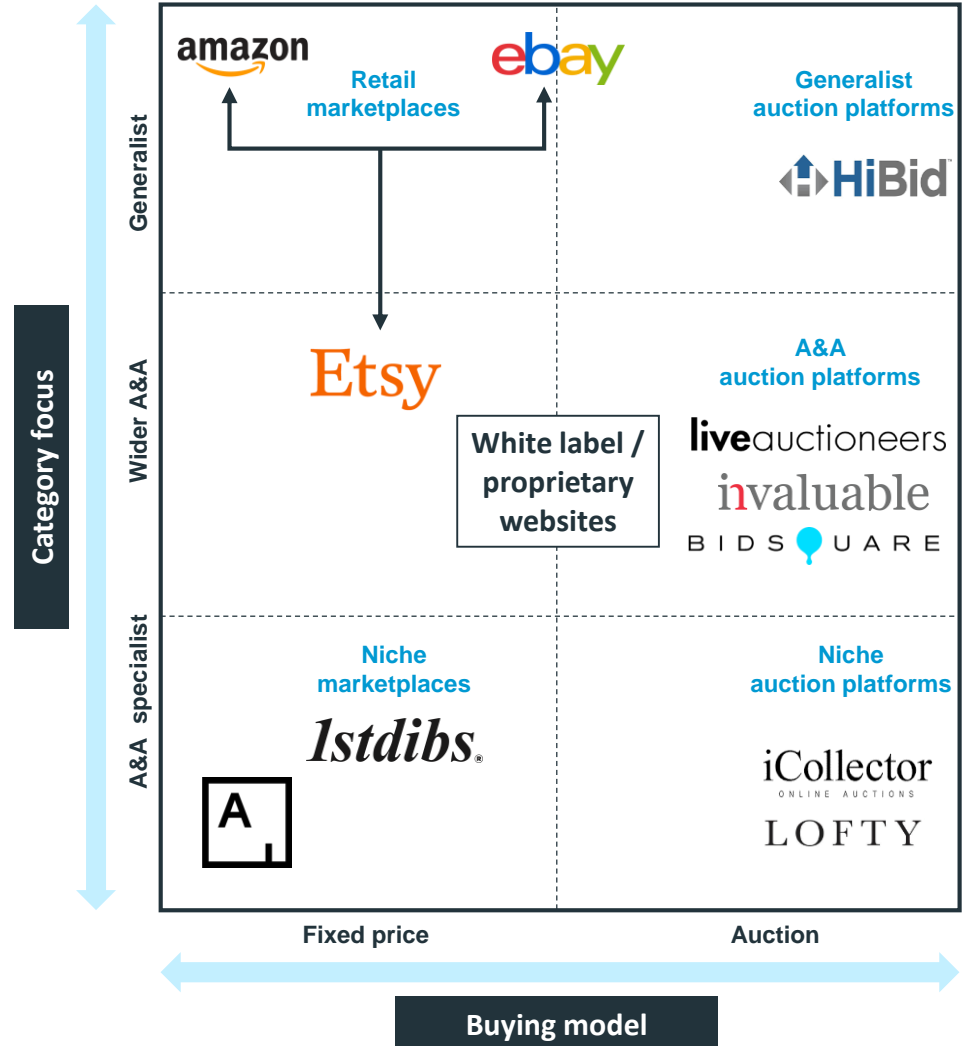 amazon
ebay
Retail
marketplaces
Generalist
auction platforms
HiBid
Generalist
Etsy
A&A
auction platforms
liveauctioneers
invaluable
BIDSQUARE
White label /
proprietary
websites
Wider A&A
Category focus
Niche
marketplaces
1stdibs®
A
Niche
auction platforms
iCollector
ONLINE AUCTIONS
LOFTY
A&A specialist
Fixed price
Auction
Buying model